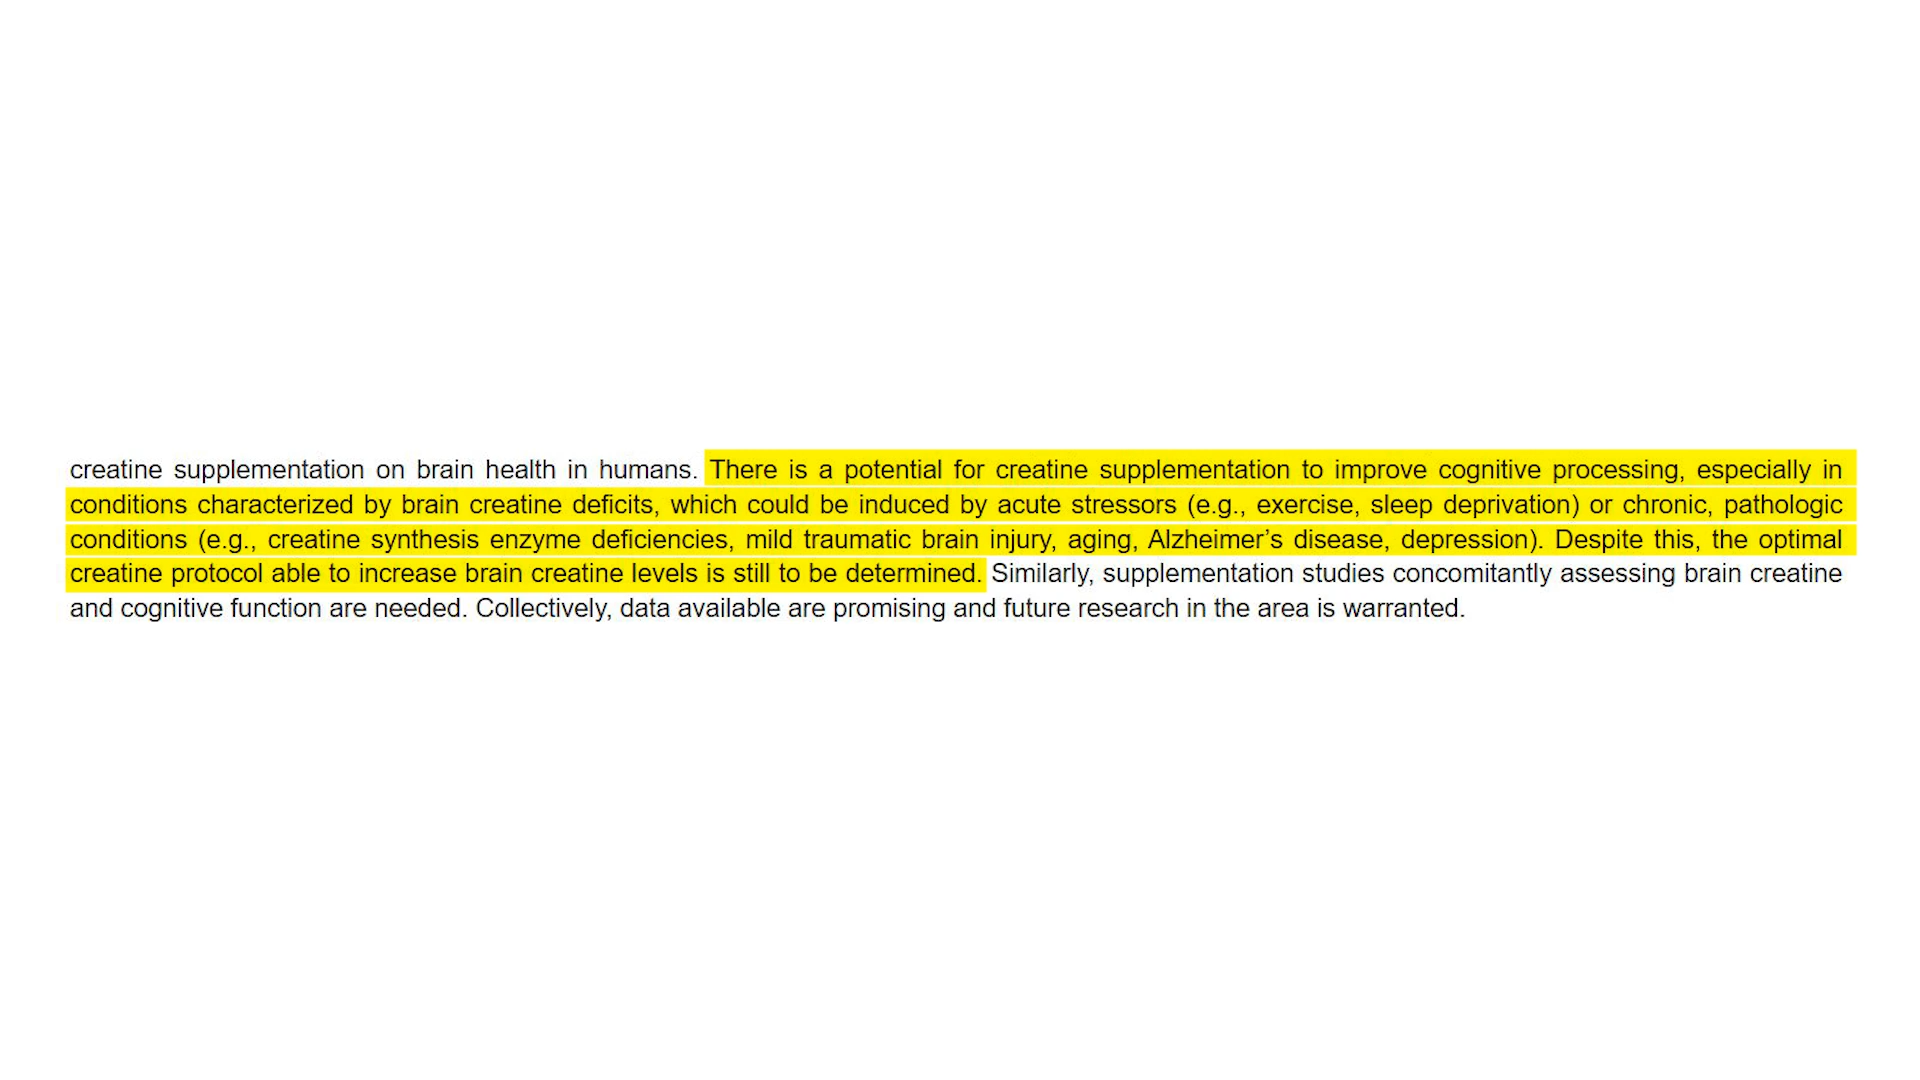 creatine supplementation on brain health in humans. There is a potential for creatine supplementation to improve cognitive processing, especially in
conditions characterized by brain creatine deficits, which could be induced by acute stressors (e.g., exercise, sleep deprivation) or chronic, pathologic
conditions (e.g., creatine synthesis enzyme deficiencies, mild traumatic brain injury, aging, Alzheimer’s disease, depression). Despite this, the optimal
creatine protocol able to increase brain creatine levels is still to be determined. Similarly, supplementation studies concomitantly assessing brain creatine
and cognitive function are needed. Collectively, data available are promising and future research in the area is warranted.